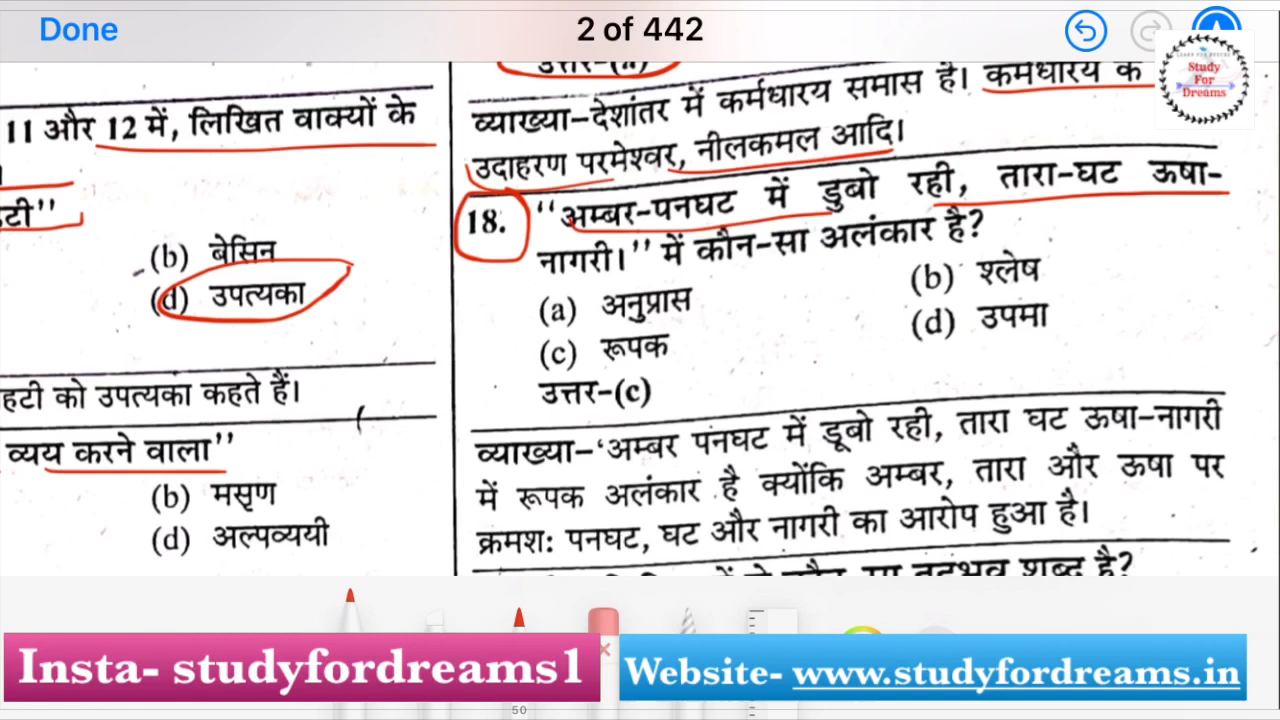 Done
2 of 442
Study
For
Dreams
11 और 12 में, लिखित वाक्यों के
(b) बेसिन
(d) उपत्यका
हटी को उपत्यका कहते हैं।
व्यय करने वाला”
(b) मसृण
(d) अल्पव्ययी
उत्तर-(a)
व्याख्या–देशांतर में कर्मधारय समास है। कर्मधारय क
उदाहरण परमेश्वर, नीलकमल आदि।
18. “अम्बर-पनघट में डुबो रही, तारा-घट ऊषा-
नागरी।” में कौन-सा अलंकार है?
(a) अनुप्रास (b) श्लेष
(c) रूपक (d) उपमा
उत्तर-(c)
व्याख्या–‘अम्बर पनघट में डूबो रही, तारा घट ऊषा-नागरी
में रूपक अलंकार है क्योंकि अम्बर, तारा और ऊषा पर
क्रमशः पनघट, घट और नागरी का आरोप हुआ है।
शब्द है?
Insta- studyfordreams1
Website- www.studyfordreams.in
50